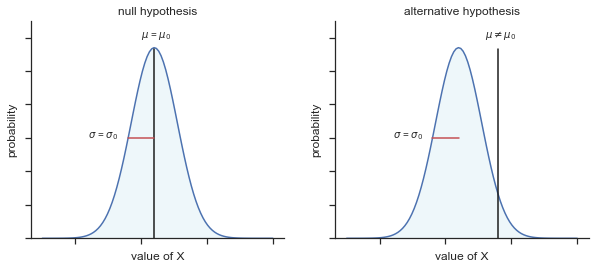 null hypothesis
μ = μ₀
σ = σ₀
probability
value of X
alternative hypothesis
μ ≠ μ₀
σ = σ₀
probability
value of X